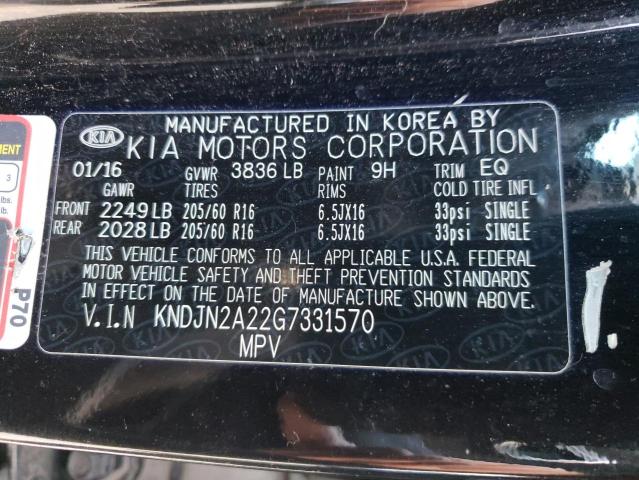 MANUFACTURED IN KOREA BY
KIA KIA MOTORS CORPORATION
01/16 GVWR 3836 LB PAINT 9H TRIM EQ
GAWR TIRES RIMS COLD TIRE INFL
FRONT 2249 LB 205/60 R16 6.5JX16 33psi SINGLE
REAR 2028 LB 205/60 R16 6.5JX16 33psi SINGLE
THIS VEHICLE CONFORMS TO ALL APPLICABLE U.S.A. FEDERAL
MOTOR VEHICLE SAFETY AND THEFT PREVENTION STANDARDS
IN EFFECT ON THE DATE OF MANUFACTURE SHOWN ABOVE.
V.I.N KNDJN2A22G7331570
MPV
3
lbs.
lb.
P70